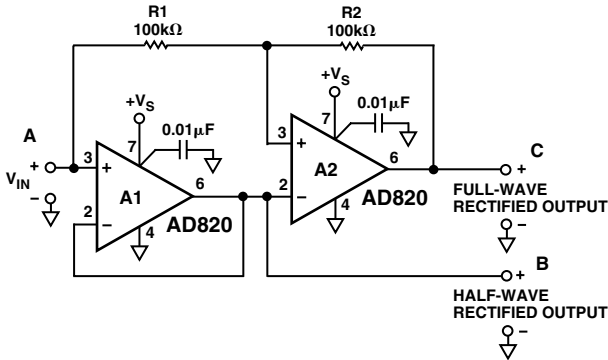 R1
100kΩ
R2
100kΩ
+VS
0.01µF
+VS
0.01µF
A
+
VIN
−
3
+
7
A1
6
2
−
4
AD820
3
+
7
A2
6
2
−
4
AD820
C
+
FULL-WAVE
RECTIFIED OUTPUT
−
B
+
HALF-WAVE
RECTIFIED OUTPUT
−